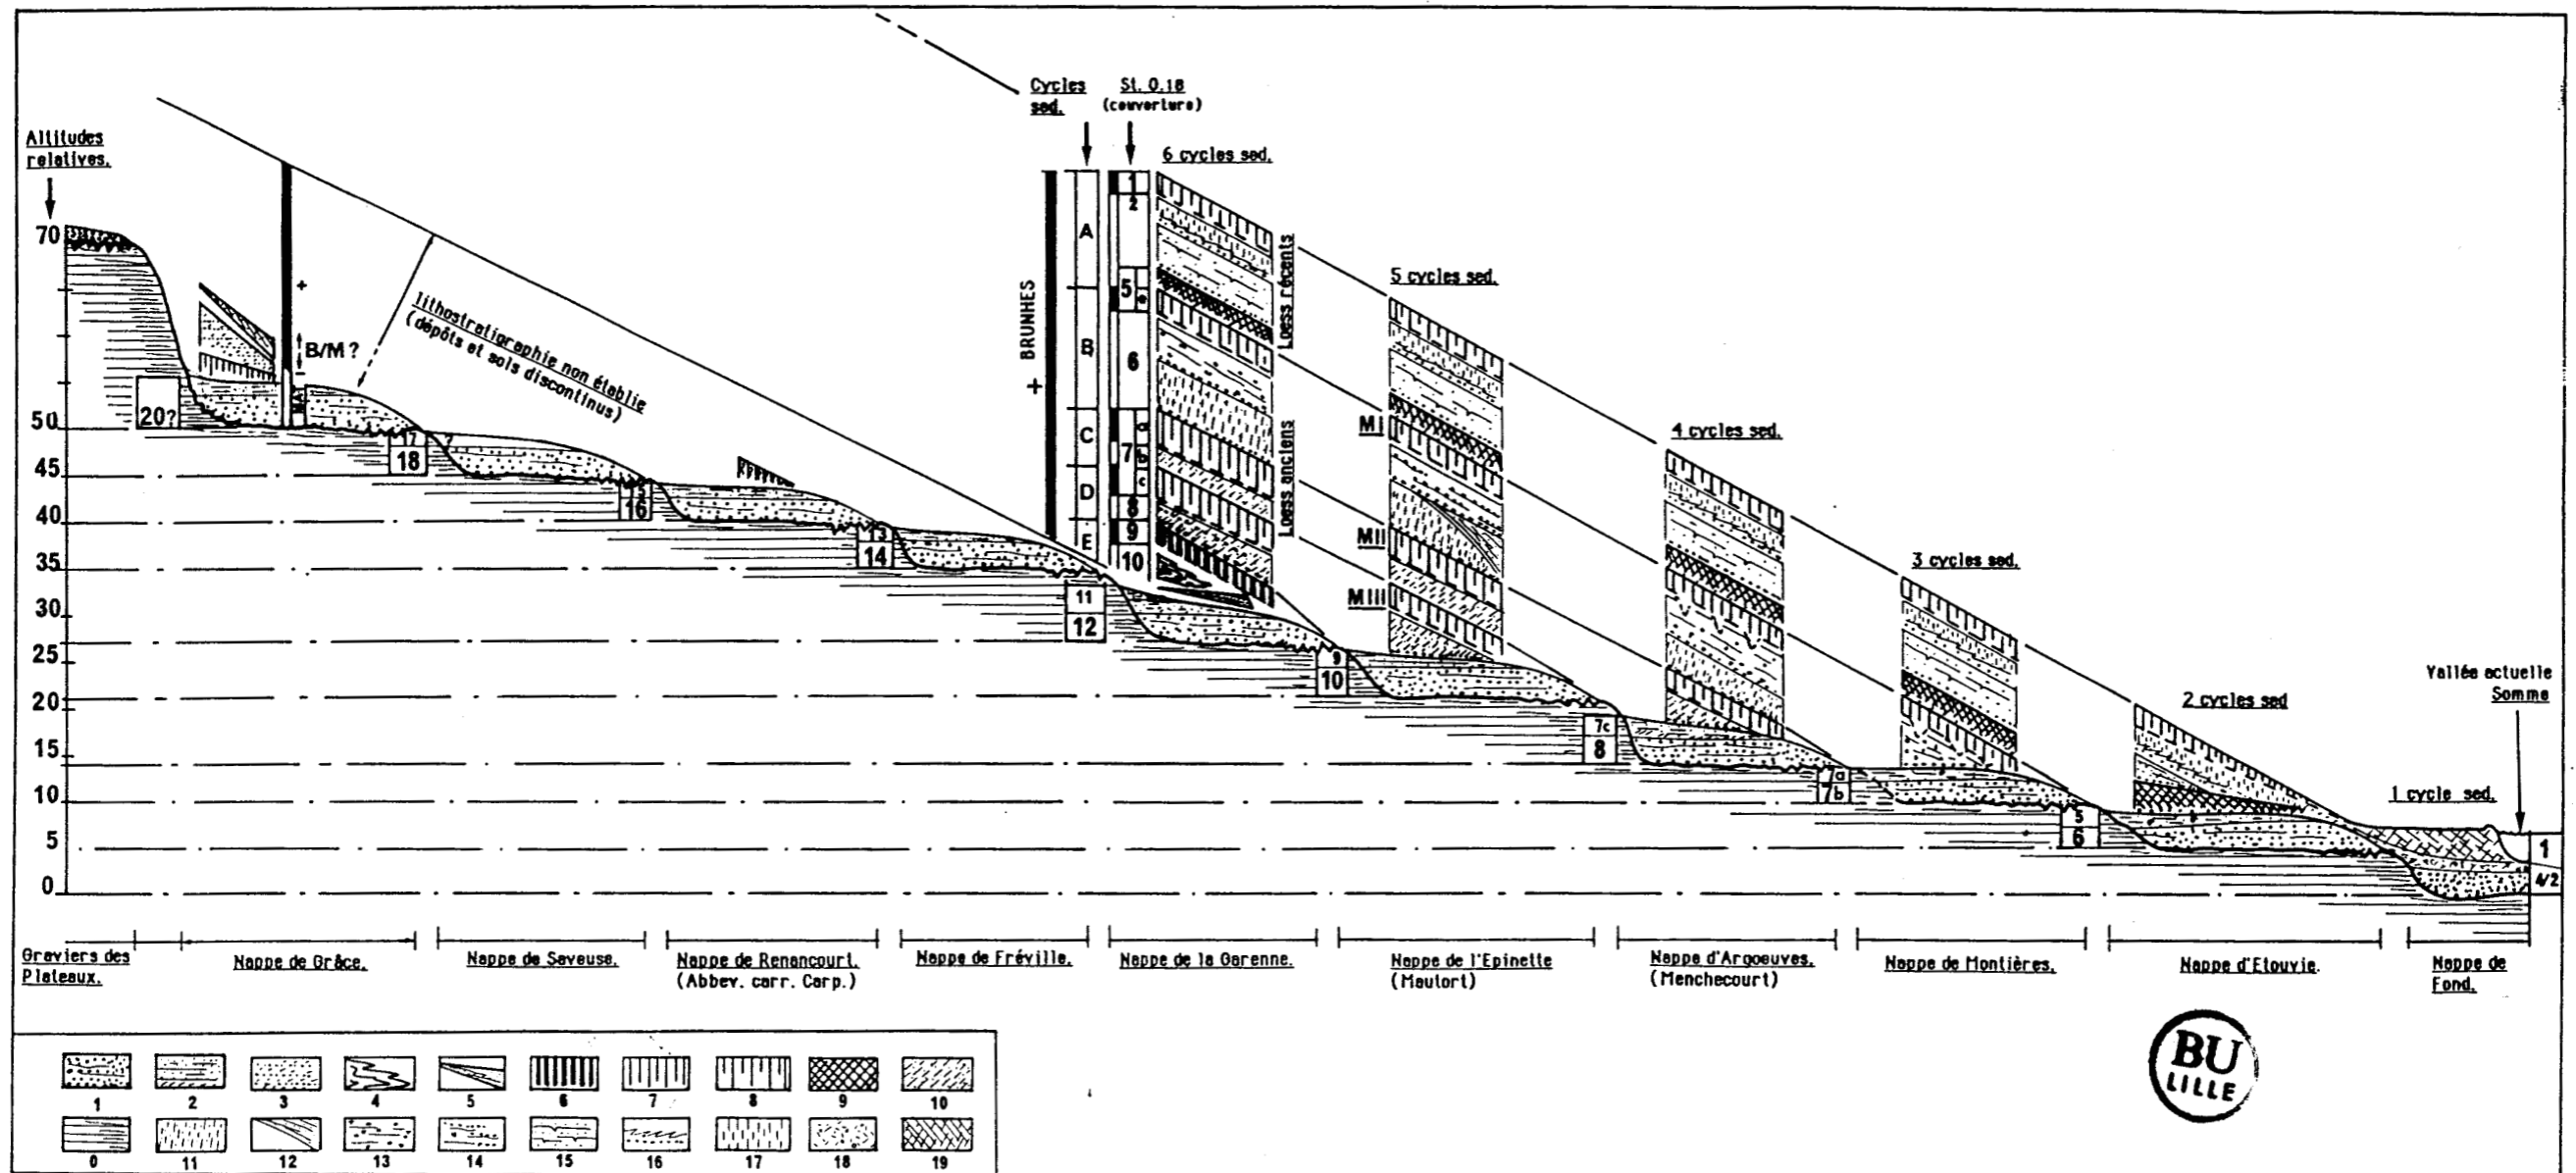 Cycles
sed.
St. O.18
(couverture)
Altitudes
relatives.
6 cycles sed.
5 cycles sed.
4 cycles sed.
3 cycles sed.
2 cycles sed
1 cycle sed.
Vallée actuelle
Somme
70
50
45
40
35
30
25
20
15
10
5
0
+
B/M ?
lithostratigraphie non établie
(dépôts et sols discontinus)
BRUNHES
+
A
B
C
D
E
1
2
5
e
6
7
a
b
c
8
9
10
Loess récents
Loess anciens
MI
MII
MIII
20?
17
?
18
15
16
13
14
11
12
9
10
7c
8
7a
7b
5
6
1
4/2
Graviers des
Plateaux.
Nappe de Grâce.
Nappe de Saveuse.
Nappe de Renancourt.
(Abbev. carr. Carp.)
Nappe de Fréville.
Nappe de la Garenne.
Nappe de l'Epinette
(Mautort)
Nappe d'Argoeuves.
(Menchecourt)
Nappe de Montières.
Nappe d'Etouvie.
Nappe de
Fond.
1 2 3 4 5 6 7 8 9 10
0 11 12 13 14 15 16 17 18 19
BU
LILLE